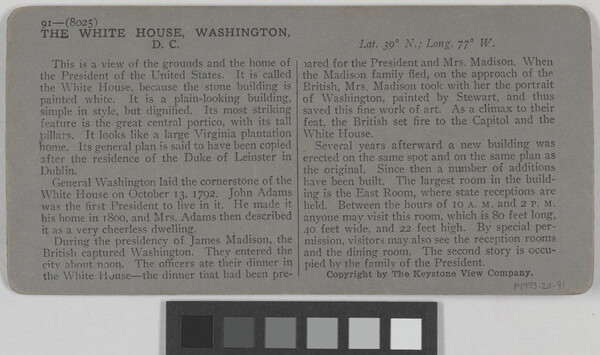 91—(8025)
THE WHITE HOUSE, WASHINGTON,
D. C.
Lat. 39° N.; Long. 77° W.
This is a view of the grounds and the home of
the President of the United States. It is called
the White House, because the stone building is
painted white. It is a plain-looking building,
simple in style, but dignified. Its most striking
feature is the great central portico, with its tall
pillars. It looks like a large Virginia plantation
home. Its general plan is said to have been copied
after the residence of the Duke of Leinster in
Dublin.
General Washington laid the cornerstone of the
White House on October 13, 1792. John Adams
was the first President to live in it. He made it
his home in 1800, and Mrs. Adams then described
it as a very cheerless dwelling.
During the presidency of James Madison, the
British captured Washington. They entered the
city about noon. The officers ate their dinner in
the White House—the dinner that had been pre-
pared for the President and Mrs. Madison. When
the Madison family fled, on the approach of the
British, Mrs. Madison took with her the portrait
of Washington, painted by Stewart, and thus
saved this fine work of art. As a climax to their
feat, the British set fire to the Capitol and the
White House.
Several years afterward a new building was
erected on the same spot and on the same plan as
the original. Since then a number of additions
have been built. The largest room in the build-
ing is the East Room, where state receptions are
held. Between the hours of 10 A. M. and 2 P. M.
anyone may visit this room, which is 80 feet long,
40 feet wide, and 22 feet high. By special per-
mission, visitors may also see the reception rooms
and the dining room. The second story is occu-
pied by the family of the President.
Copyright by The Keystone View Company.
P1973-20-91